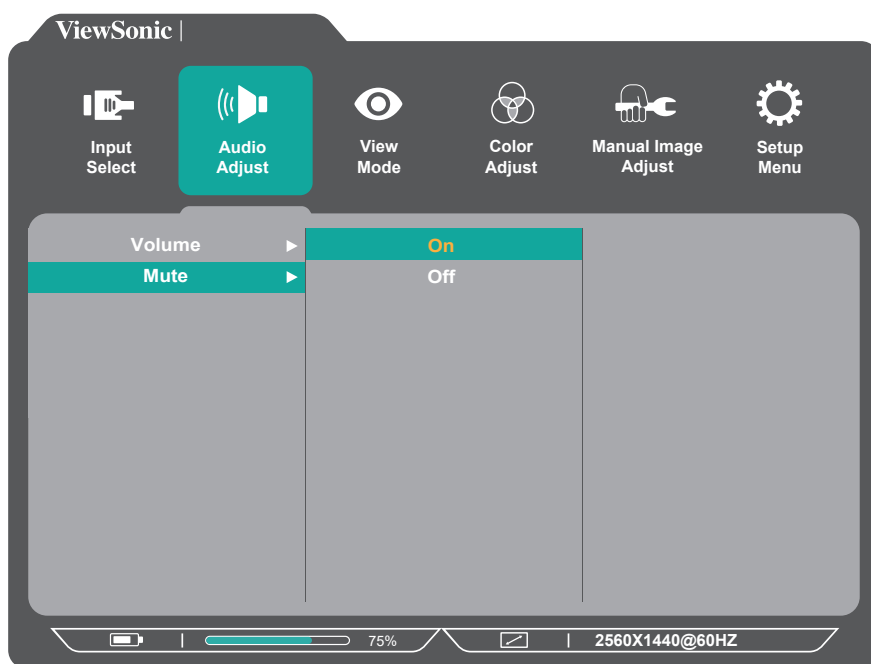 ViewSonic
Input
Select
Audio
Adjust
View
Mode
Color
Adjust
Manual Image
Adjust
Setup
Menu
Volume
On
Mute
Off
75%
2560X1440@60HZ